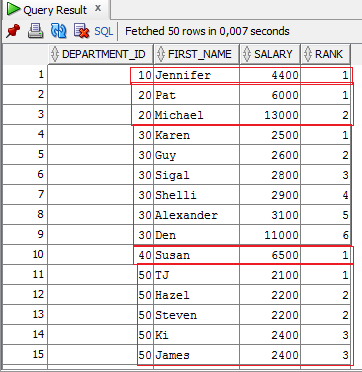 Query Result x
SQL | Fetched 50 rows in 0,007 seconds
DEPARTMENT_ID FIRST_NAME SALARY RANK
1 10 Jennifer 4400 1
2 20 Pat 6000 1
3 20 Michael 13000 2
4 30 Karen 2500 1
5 30 Guy 2600 2
6 30 Sigal 2800 3
7 30 Shelli 2900 4
8 30 Alexander 3100 5
9 30 Den 11000 6
10 40 Susan 6500 1
11 50 TJ 2100 1
12 50 Hazel 2200 2
13 50 Steven 2200 2
14 50 Ki 2400 3
15 50 James 2400 3